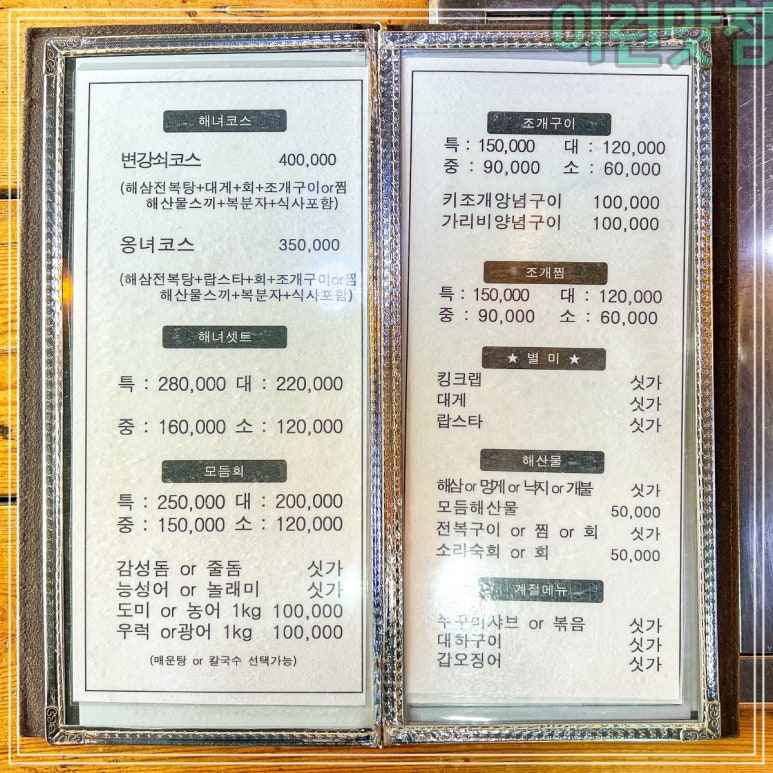 이건맛집
해녀코스
변강쇠코스 400,000
(해삼전복탕+대게+회+조개구이or찜
해산물스끼+복분자+식사포함)
옹녀코스 350,000
(해삼전복탕+랍스타+회+조개구이or찜
해산물스끼+복분자+식사포함)
해녀셋트
특 : 280,000 대 : 220,000
중 : 160,000 소 : 120,000
모듬회
특 : 250,000 대 : 200,000
중 : 150,000 소 : 120,000
감성돔 or 줄돔 싯가
능성어 or 놀래미 싯가
도미 or 농어 1kg 100,000
우럭 or광어 1kg 100,000
(매운탕 or 칼국수 선택가능)
조개구이
특 : 150,000 대 : 120,000
중 : 90,000 소 : 60,000
키조개양념구이 100,000
가리비양념구이 100,000
조개찜
특 : 150,000 대 : 120,000
중 : 90,000 소 : 60,000
★ 별 미 ★
킹크랩 싯가
대게 싯가
랍스타 싯가
해산물
해삼 or 멍게 or 낙지 or 개불 싯가
모듬해산물 50,000
전복구이 or 찜 or 회 싯가
소라숙회 or 회 50,000
계절메뉴
쭈꾸미샤브 or 볶음 싯가
대하구이 싯가
갑오징어 싯가